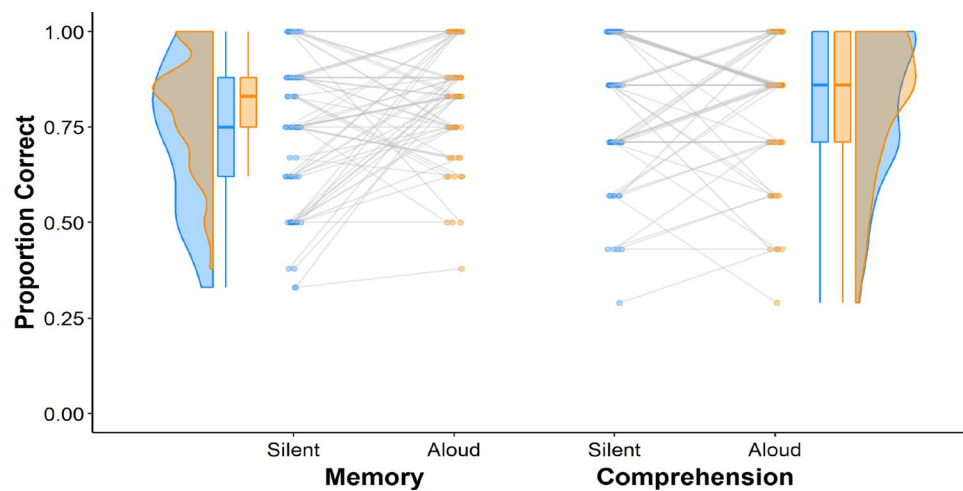 Proportion Correct
1.00
0.75
0.50
0.25
0.00
Silent Aloud Silent Aloud
Memory Comprehension